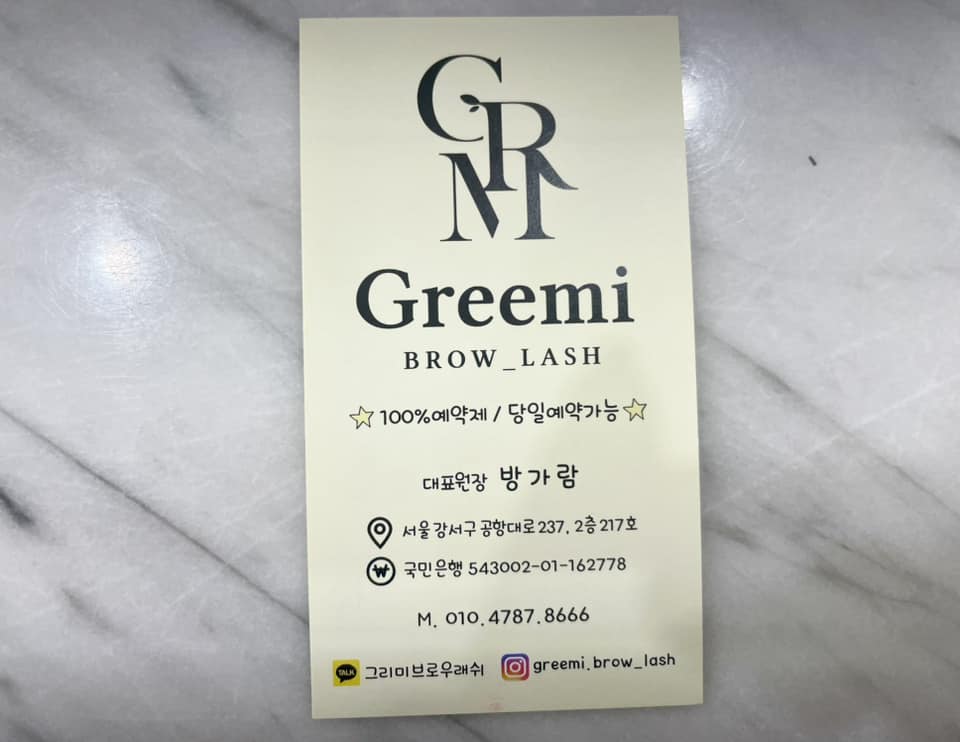 GRM
Greemi
BROW_LASH
100%예약제 / 당일예약가능
대표원장 방가람
서울 강서구 공항대로 237, 2층 217호
국민은행 543002-01-162778
M. 010.4787.8666
TALK 그리미브로우래쉬 greemi.brow_lash